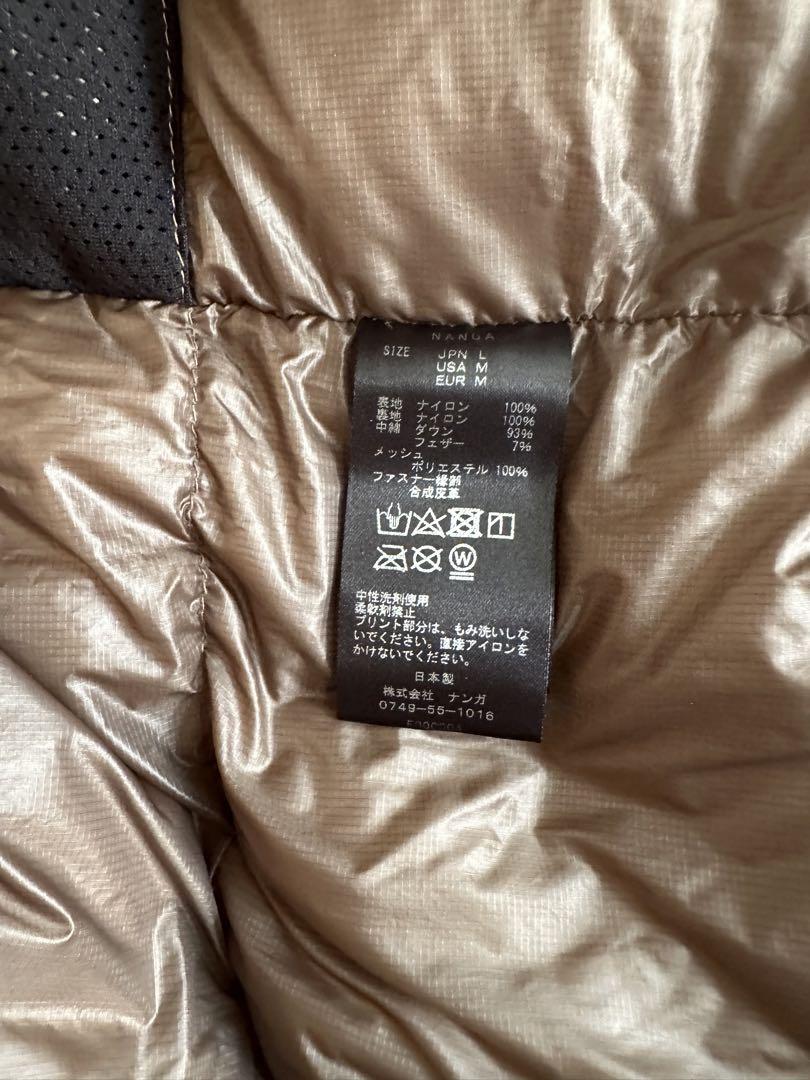 NANGA
SIZE JPN L
USA M
EUR M
表地 ナイロン 100%
裏地 ナイロン 100%
中綿 ダウン 93%
フェザー 7%
メッシュ
ポリエステル 100%
ファスナー縁飾
合成皮革
W
中性洗剤使用
柔軟剤禁止
プリント部分は、もみ洗いしな
いでください。直接アイロンを
かけないでください。
日本製
株式会社 ナンガ
0749-55-1016